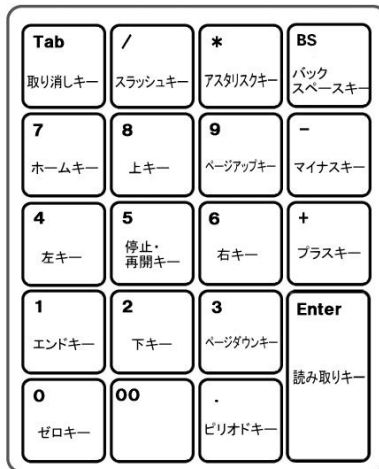 Tab
取り消しキー
/
スラッシュキー
*
アスタリスクキー
BS
バック
スペースキー
7
ホームキー
8
上キー
9
ページアップキー
-
マイナスキー
4
左キー
5
停止・
再開キー
6
右キー
+
プラスキー
1
エンドキー
2
下キー
3
ページダウンキー
Enter
読み取りキー
0
ゼロキー
00
.
ピリオドキー